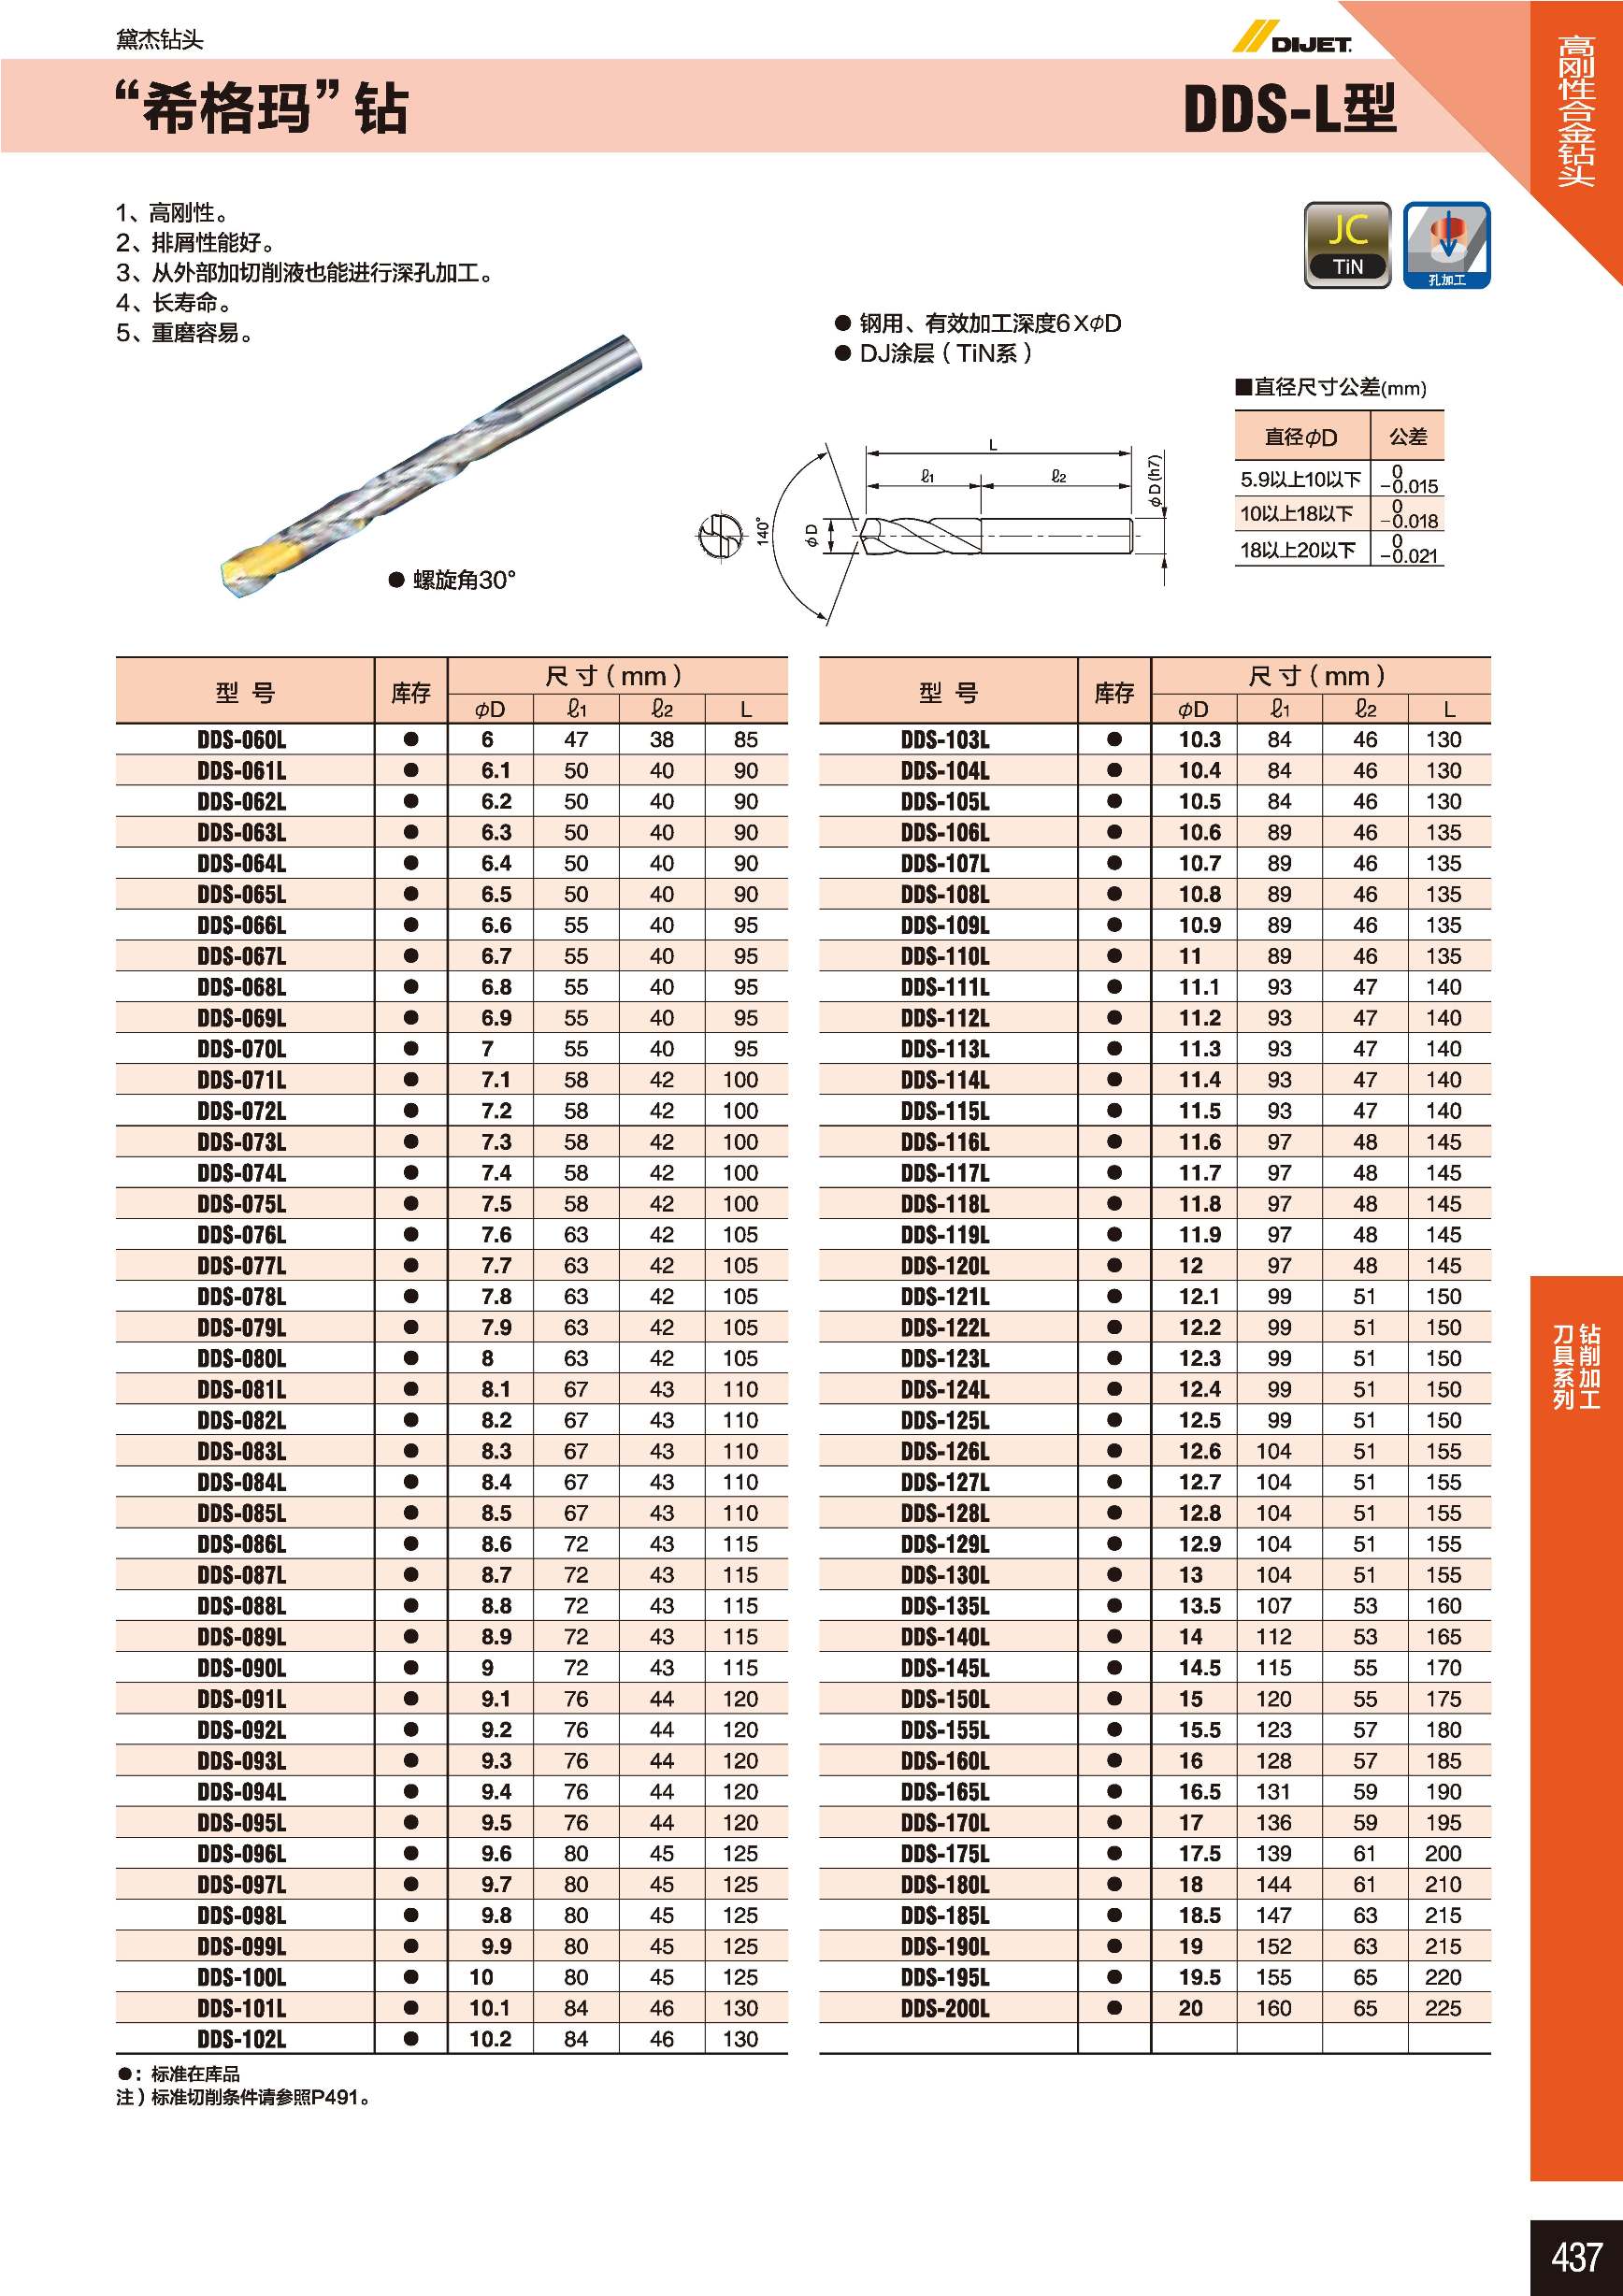 黛杰钻头
DIJET
“希格玛”钻
DDS-L型
高刚性合金钻头
1、高刚性。
2、排屑性能好。
3、从外部加切削液也能进行深孔加工。
4、长寿命。
5、重磨容易。
JC
TiN
孔加工
● 钢用、有效加工深度6XφD
● DJ涂层（TiN系）
■直径尺寸公差(mm)
直径φD 公差
5.9以上10以下 0 -0.015
10以上18以下 0 -0.018
18以上20以下 0 -0.021
L
ℓ1 ℓ2
φD(h7)
140°
φD
● 螺旋角30°
型 号 库存 尺 寸（mm）
φD ℓ1 ℓ2 L
DDS-060L ● 6 47 38 85
DDS-061L ● 6.1 50 40 90
DDS-062L ● 6.2 50 40 90
DDS-063L ● 6.3 50 40 90
DDS-064L ● 6.4 50 40 90
DDS-065L ● 6.5 50 40 90
DDS-066L ● 6.6 55 40 95
DDS-067L ● 6.7 55 40 95
DDS-068L ● 6.8 55 40 95
DDS-069L ● 6.9 55 40 95
DDS-070L ● 7 55 40 95
DDS-071L ● 7.1 58 42 100
DDS-072L ● 7.2 58 42 100
DDS-073L ● 7.3 58 42 100
DDS-074L ● 7.4 58 42 100
DDS-075L ● 7.5 58 42 100
DDS-076L ● 7.6 63 42 105
DDS-077L ● 7.7 63 42 105
DDS-078L ● 7.8 63 42 105
DDS-079L ● 7.9 63 42 105
DDS-080L ● 8 63 42 105
DDS-081L ● 8.1 67 43 110
DDS-082L ● 8.2 67 43 110
DDS-083L ● 8.3 67 43 110
DDS-084L ● 8.4 67 43 110
DDS-085L ● 8.5 67 43 110
DDS-086L ● 8.6 72 43 115
DDS-087L ● 8.7 72 43 115
DDS-088L ● 8.8 72 43 115
DDS-089L ● 8.9 72 43 115
DDS-090L ● 9 72 43 115
DDS-091L ● 9.1 76 44 120
DDS-092L ● 9.2 76 44 120
DDS-093L ● 9.3 76 44 120
DDS-094L ● 9.4 76 44 120
DDS-095L ● 9.5 76 44 120
DDS-096L ● 9.6 80 45 125
DDS-097L ● 9.7 80 45 125
DDS-098L ● 9.8 80 45 125
DDS-099L ● 9.9 80 45 125
DDS-100L ● 10 80 45 125
DDS-101L ● 10.1 84 46 130
DDS-102L ● 10.2 84 46 130
型 号 库存 尺 寸（mm）
φD ℓ1 ℓ2 L
DDS-103L ● 10.3 84 46 130
DDS-104L ● 10.4 84 46 130
DDS-105L ● 10.5 84 46 130
DDS-106L ● 10.6 89 46 135
DDS-107L ● 10.7 89 46 135
DDS-108L ● 10.8 89 46 135
DDS-109L ● 10.9 89 46 135
DDS-110L ● 11 89 46 135
DDS-111L ● 11.1 93 47 140
DDS-112L ● 11.2 93 47 140
DDS-113L ● 11.3 93 47 140
DDS-114L ● 11.4 93 47 140
DDS-115L ● 11.5 93 47 140
DDS-116L ● 11.6 97 48 145
DDS-117L ● 11.7 97 48 145
DDS-118L ● 11.8 97 48 145
DDS-119L ● 11.9 97 48 145
DDS-120L ● 12 97 48 145
DDS-121L ● 12.1 99 51 150
DDS-122L ● 12.2 99 51 150
DDS-123L ● 12.3 99 51 150
DDS-124L ● 12.4 99 51 150
DDS-125L ● 12.5 99 51 150
DDS-126L ● 12.6 104 51 155
DDS-127L ● 12.7 104 51 155
DDS-128L ● 12.8 104 51 155
DDS-129L ● 12.9 104 51 155
DDS-130L ● 13 104 51 155
DDS-135L ● 13.5 107 53 160
DDS-140L ● 14 112 53 165
DDS-145L ● 14.5 115 55 170
DDS-150L ● 15 120 55 175
DDS-155L ● 15.5 123 57 180
DDS-160L ● 16 128 57 185
DDS-165L ● 16.5 131 59 190
DDS-170L ● 17 136 59 195
DDS-175L ● 17.5 139 61 200
DDS-180L ● 18 144 61 210
DDS-185L ● 18.5 147 63 215
DDS-190L ● 19 152 63 215
DDS-195L ● 19.5 155 65 220
DDS-200L ● 20 160 65 225
●：标准在库品
注）标准切削条件请参照P491。
钻削加工
刀具系列
437